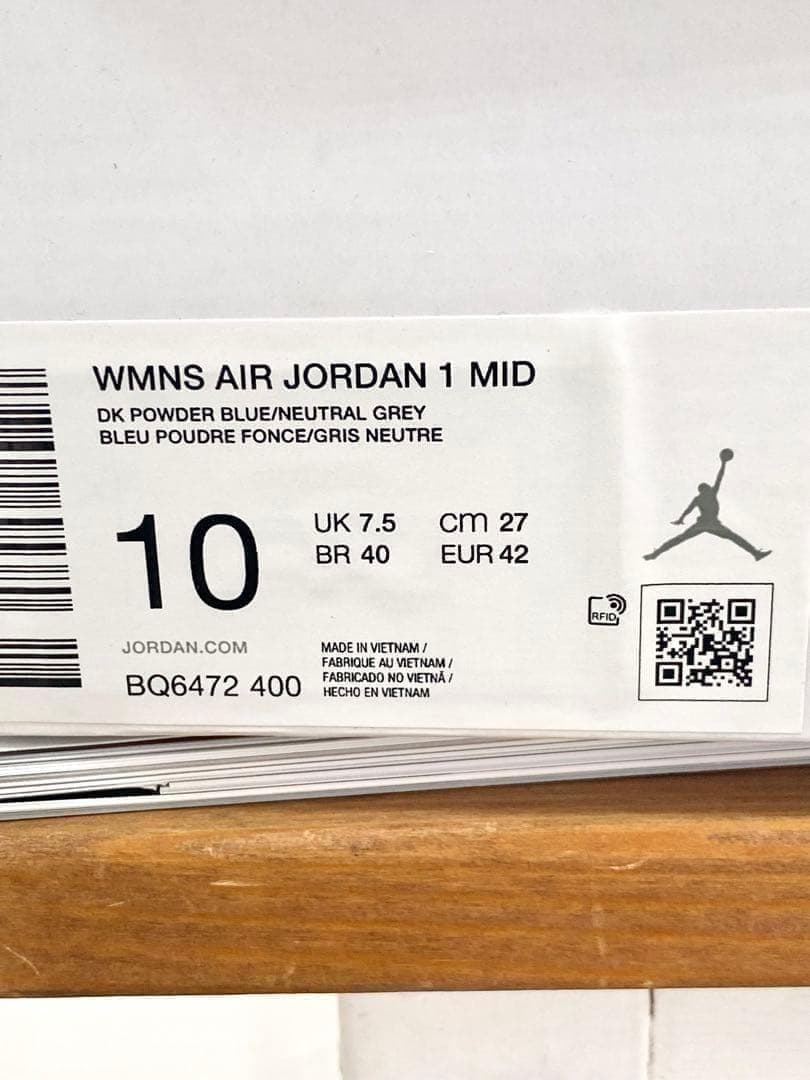 WMNS AIR JORDAN 1 MID
DK POWDER BLUE/NEUTRAL GREY
BLEU POUDRE FONCE/GRIS NEUTRE
10
UK 7.5 cm 27
BR 40 EUR 42
RFID
JORDAN.COM
BQ6472 400
MADE IN VIETNAM /
FABRIQUE AU VIETNAM /
FABRICADO NO VIETNÃ /
HECHO EN VIETNAM